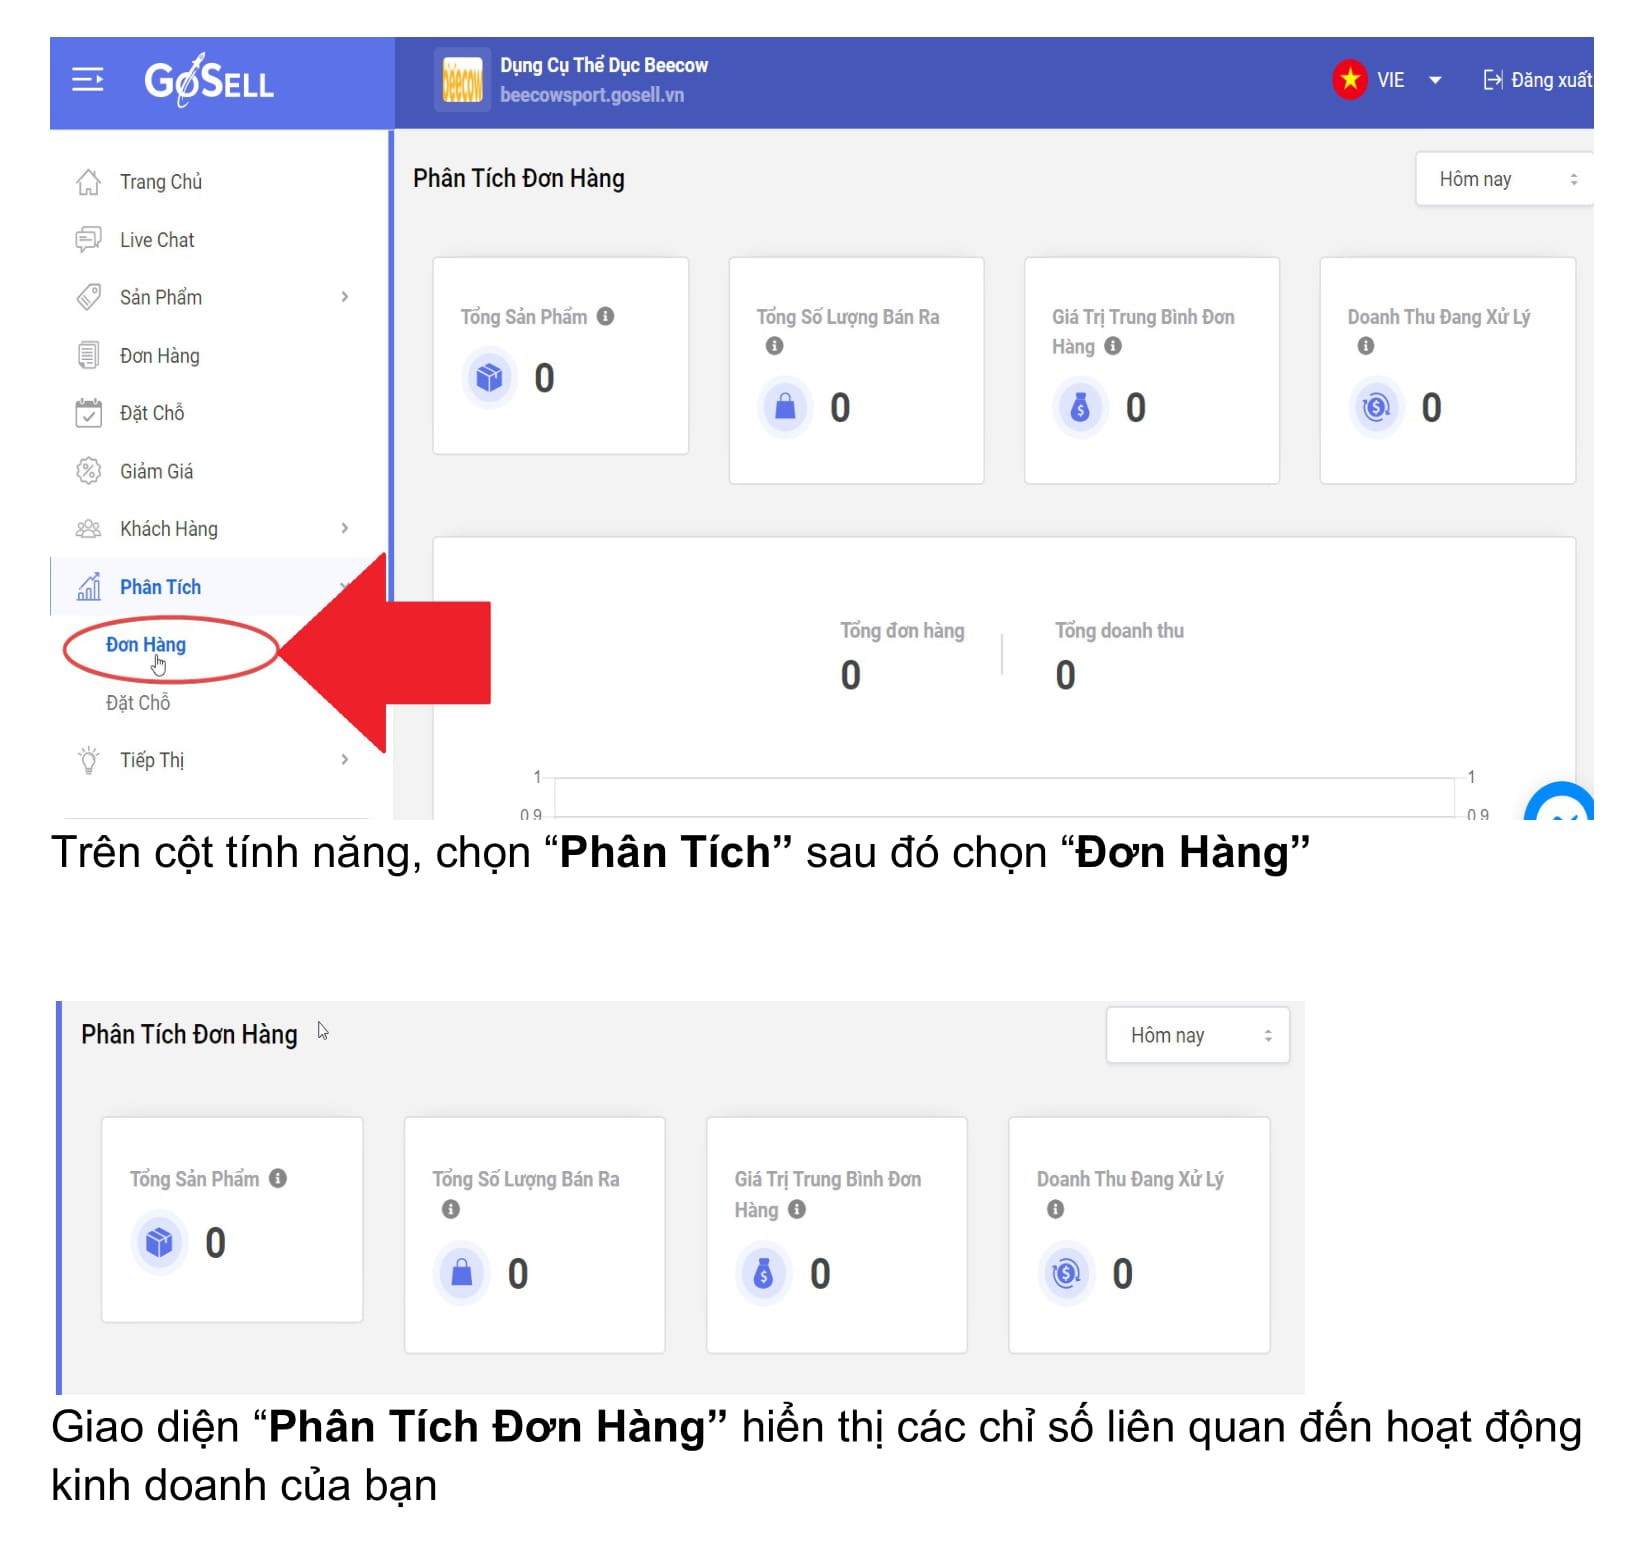 GoSELL
Dụng Cụ Thể Dục Beecow
beecowsport.gosell.vn
VIE
Đăng xuất
beecow
Trang Chủ
Live Chat
Sản Phẩm
Đơn Hàng
Đặt Chỗ
Giảm Giá
Khách Hàng
Phân Tích
Đơn Hàng
Đặt Chỗ
Tiếp Thị
Phân Tích Đơn Hàng
Hôm nay
Tổng Sản Phẩm
0
Tổng Số Lượng Bán Ra
0
Giá Trị Trung Bình Đơn
Hàng
0
Doanh Thu Đang Xử Lý
0
Tổng đơn hàng
0
Tổng doanh thu
0
1
1
0.9
0.9
Trên cột tính năng, chọn “Phân Tích” sau đó chọn “Đơn Hàng”
Phân Tích Đơn Hàng
Hôm nay
Tổng Sản Phẩm
0
Tổng Số Lượng Bán Ra
0
Giá Trị Trung Bình Đơn
Hàng
0
Doanh Thu Đang Xử Lý
0
Giao diện “Phân Tích Đơn Hàng” hiển thị các chỉ số liên quan đến hoạt động
kinh doanh của bạn